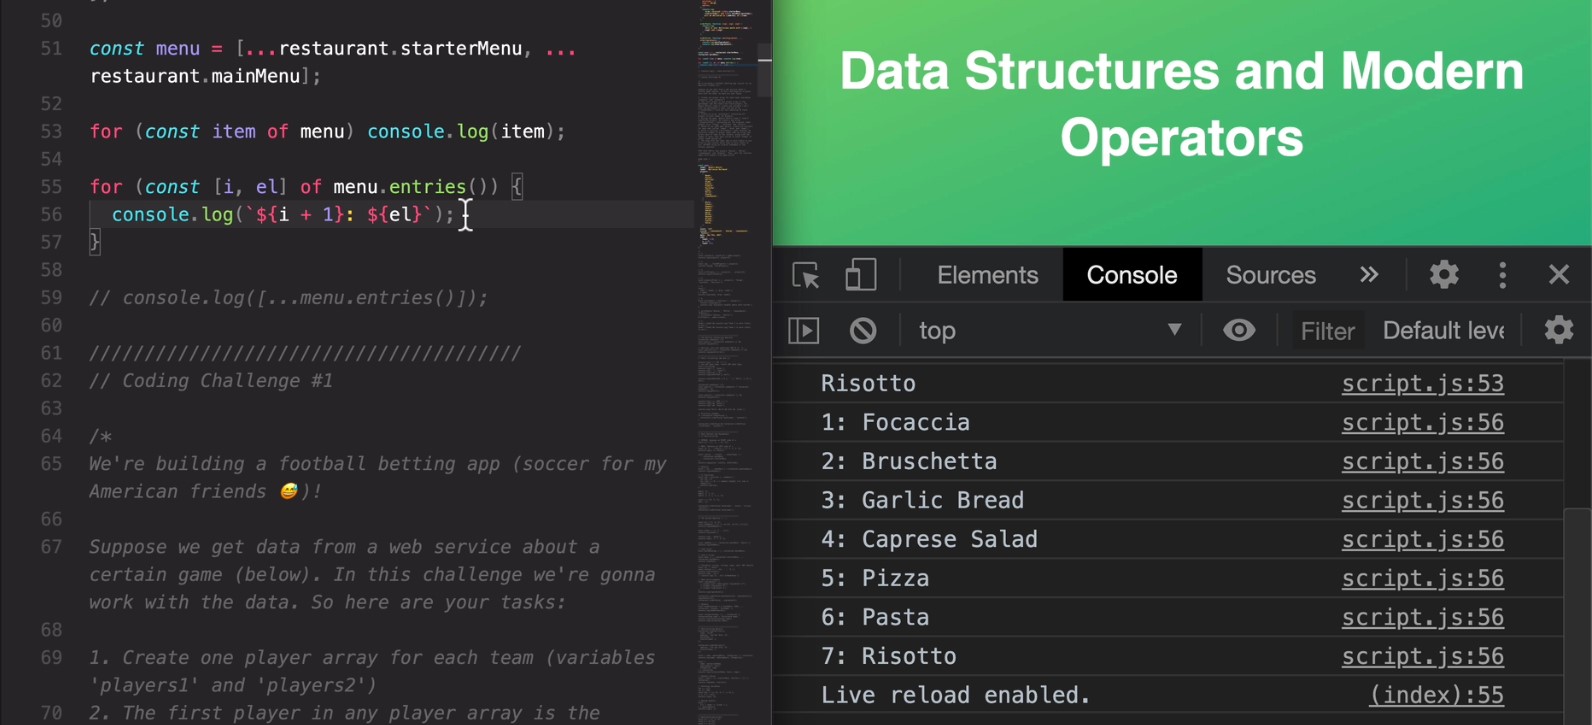 50
51 const menu = [...restaurant.starterMenu, ...
restaurant.mainMenu];
52
53 for (const item of menu) console.log(item);
54
55 for (const [i, el] of menu.entries()) {
56 console.log(`${i + 1}: ${el}`);
57 }
58
59 // console.log([...menu.entries()]);
60
61 ///////////////////////////////////////
62 // Coding Challenge #1
63
64 /*
65 We're building a football betting app (soccer for my
American friends 😅)!
66
67 Suppose we get data from a web service about a
certain game (below). In this challenge we're gonna
work with the data. So here are your tasks:
68
69 1. Create one player array for each team (variables
'players1' and 'players2')
70 2. The first player in any player array is the
Data Structures and Modern
Operators
Elements Console Sources »
top Filter Default leve
Risotto script.js:53
1: Focaccia script.js:56
2: Bruschetta script.js:56
3: Garlic Bread script.js:56
4: Caprese Salad script.js:56
5: Pizza script.js:56
6: Pasta script.js:56
7: Risotto script.js:56
Live reload enabled. (index):55